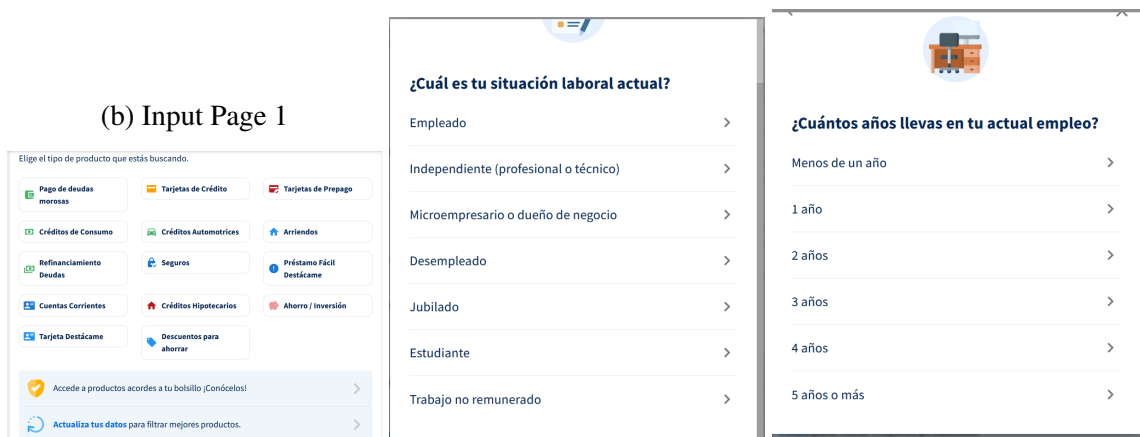 (b) Input Page 1
Elige el tipo de producto que estás buscando.
Pago de deudas
morosas
Tarjetas de Crédito
Tarjetas de Prepago
Créditos de Consumo
Créditos Automotrices
Arriendos
Refinanciamiento
Deudas
Seguros
Préstamo Fácil
Destácame
Cuentas Corrientes
Créditos Hipotecarios
Ahorro / Inversión
Tarjeta Destácame
Descuentos para
ahorrar
Accede a productos acordes a tu bolsillo ¡Conócelos!
Actualiza tus datos para filtrar mejores productos.
¿Cuál es tu situación laboral actual?
Empleado
Independiente (profesional o técnico)
Microempresario o dueño de negocio
Desempleado
Jubilado
Estudiante
Trabajo no remunerado
¿Cuántos años llevas en tu actual empleo?
Menos de un año
1 año
2 años
3 años
4 años
5 años o más